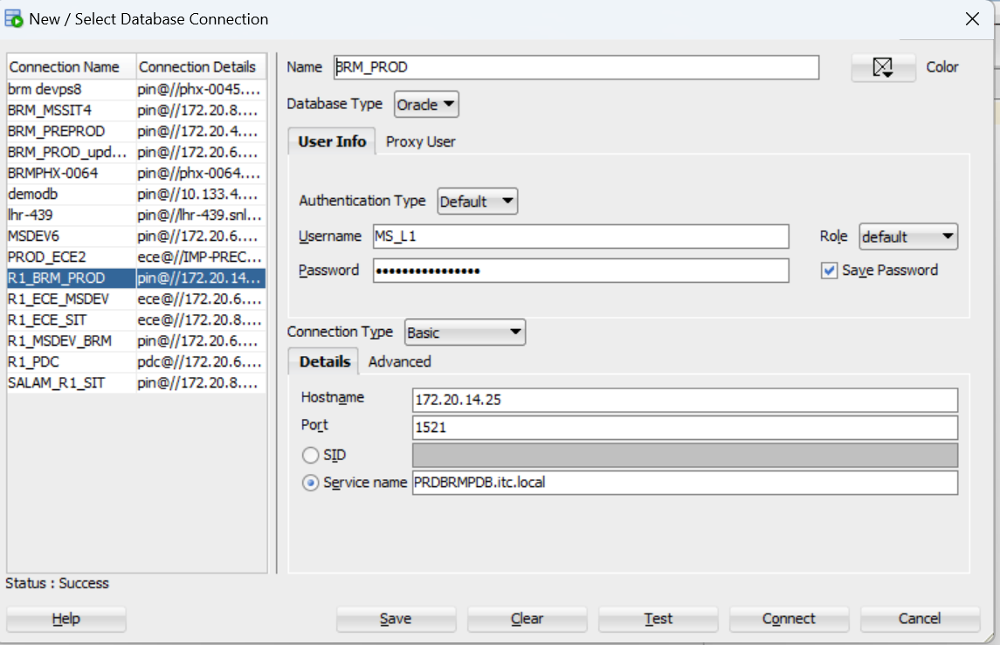 New / Select Database Connection
Connection Name Connection Details
brm devps8 pin@//phx-0045....
BRM_MSSIT4 pin@//172.20.8....
BRM_PREPROD pin@//172.20.4....
BRM_PROD_upd... pin@//172.20.6....
BRMPHX-0064 pin@//phx-0064....
demodb pin@//10.133.4....
lhr-439 pin@//lhr-439.snl...
MSDEV6 pin@//172.20.6....
PROD_ECE2 ece@//IMP-PREC...
R1_BRM_PROD pin@//172.20.14...
R1_ECE_MSDEV ece@//172.20.6....
R1_ECE_SIT ece@//172.20.8....
R1_MSDEV_BRM pin@//172.20.6....
R1_PDC pdc@//172.20.6....
SALAM_R1_SIT pin@//172.20.8....
Status : Success
Name BRM_PROD Color
Database Type Oracle
User Info Proxy User
Authentication Type Default
Username MS_L1 Role default
Password •••••••••••••••• Save Password
Connection Type Basic
Details Advanced
Hostname 172.20.14.25
Port 1521
SID
Service name PRDBRMPDB.itc.local
Help Save Clear Test Connect Cancel